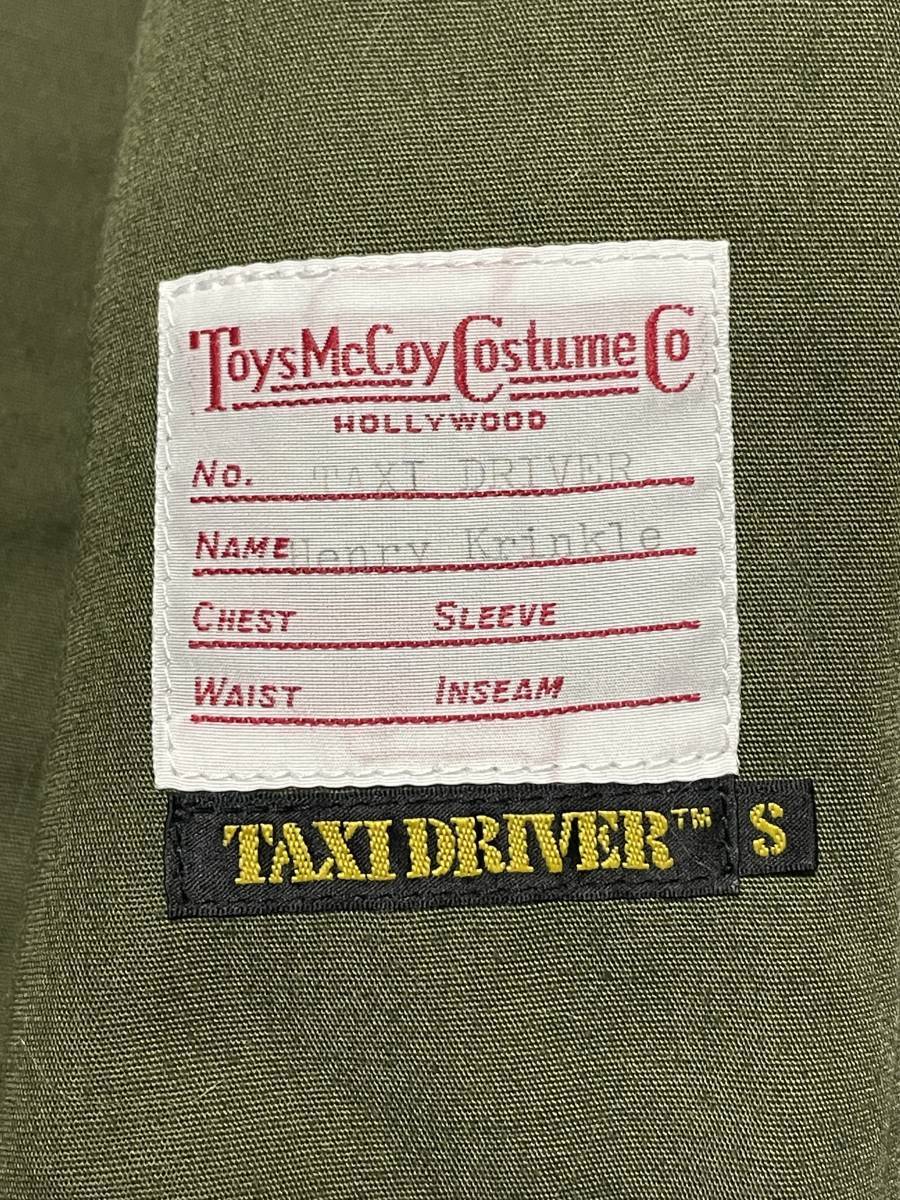 ToysMcCoy Costume Co
HOLLYWOOD
No. TAXI DRIVER
NAME Henry Krinkle
CHEST SLEEVE
WAIST INSEAM
TAXI DRIVER™ S